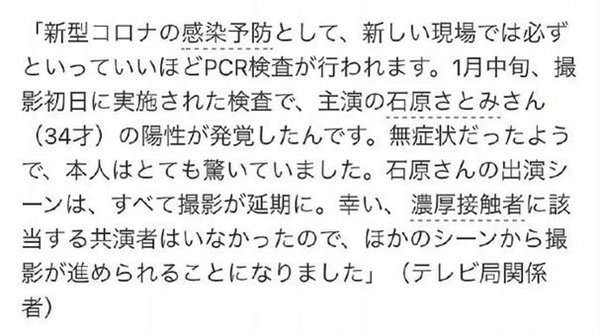 「新型コロナの感染予防として、新しい現場では必ず
といっていいほどPCR検査が行われます。1月中旬、撮
影初日に実施された検査で、主演の石原さとみさん
（34才）の陽性が発覚したんです。無症状だったよう
で、本人はとても驚いていました。石原さんの出演シ
ーンは、すべて撮影が延期に。幸い、濃厚接触者に該
当する共演者はいなかったので、ほかのシーンから撮
影が進められることになりました」（テレビ局関係
者）